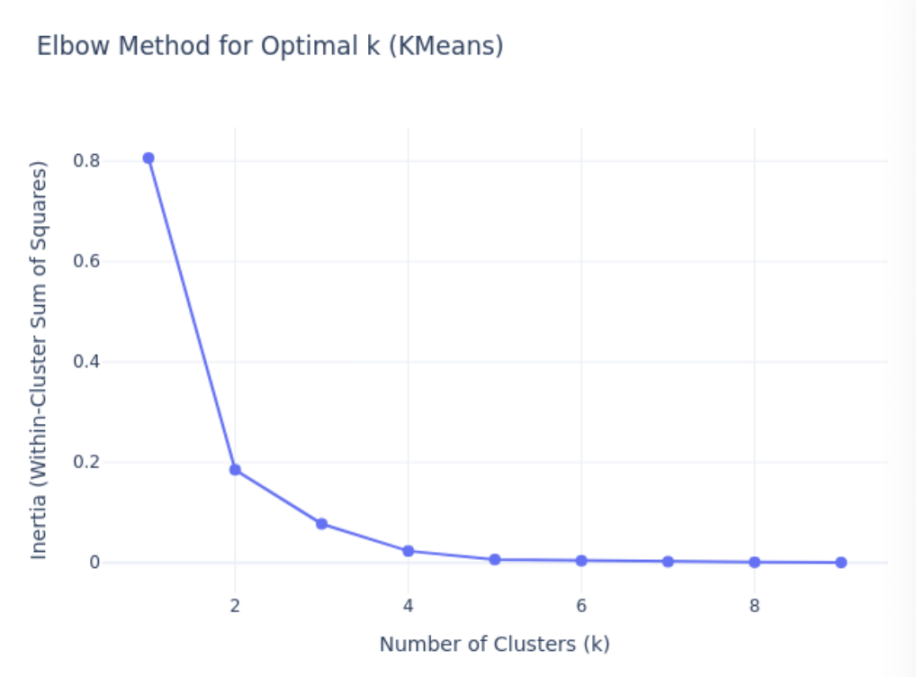 Elbow Method for Optimal k (KMeans)
Inertia (Within-Cluster Sum of Squares)
0.8
0.6
0.4
0.2
0
2 4 6 8
Number of Clusters (k)